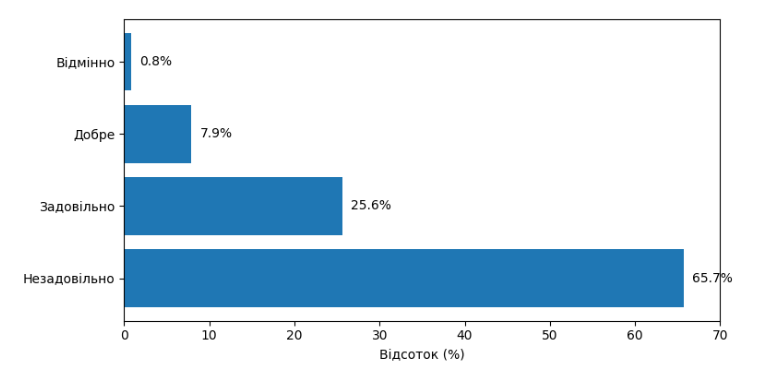 Відмінно 0.8%
Добре 7.9%
Задовільно 25.6%
Незадовільно 65.7%
0 10 20 30 40 50 60 70
Відсоток (%)